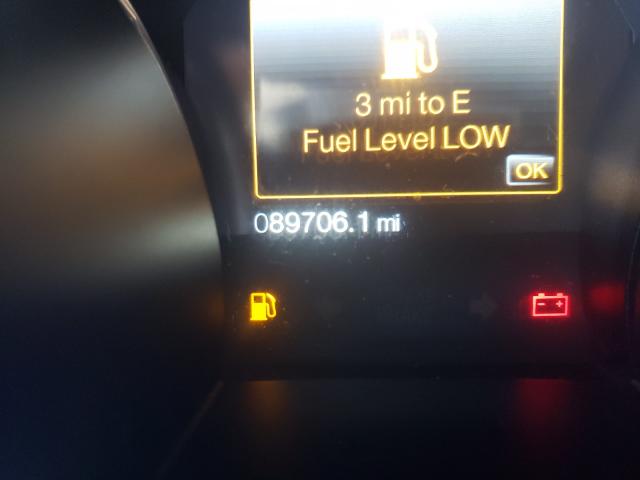 3 mi to E
Fuel Level LOW
OK
089706.1 mi